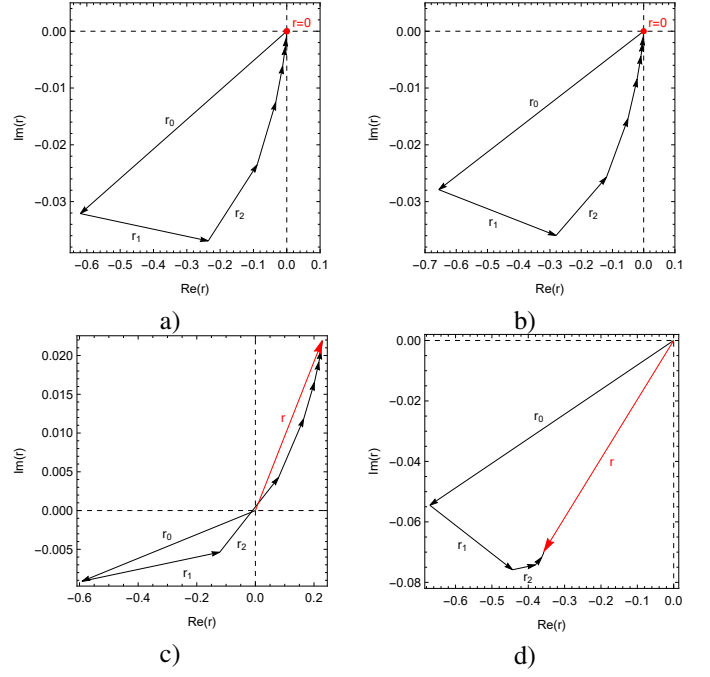 r=0
0.00
−0.01
−0.02
−0.03
Im(r)
r₀
r₁
r₂
−0.6 −0.5 −0.4 −0.3 −0.2 −0.1 0.0 0.1
Re(r)
a)
r=0
0.00
−0.01
−0.02
−0.03
Im(r)
r₀
r₁
r₂
−0.7 −0.6 −0.5 −0.4 −0.3 −0.2 −0.1 0.0 0.1
Re(r)
b)
0.020
0.015
0.010
0.005
0.000
−0.005
Im(r)
r
r₀
r₁
r₂
−0.6 −0.4 −0.2 0.0 0.2
Re(r)
c)
0.00
−0.02
−0.04
−0.06
−0.08
Im(r)
r₀
r
r₁
r₂
−0.6 −0.5 −0.4 −0.3 −0.2 −0.1 0.0
Re(r)
d)